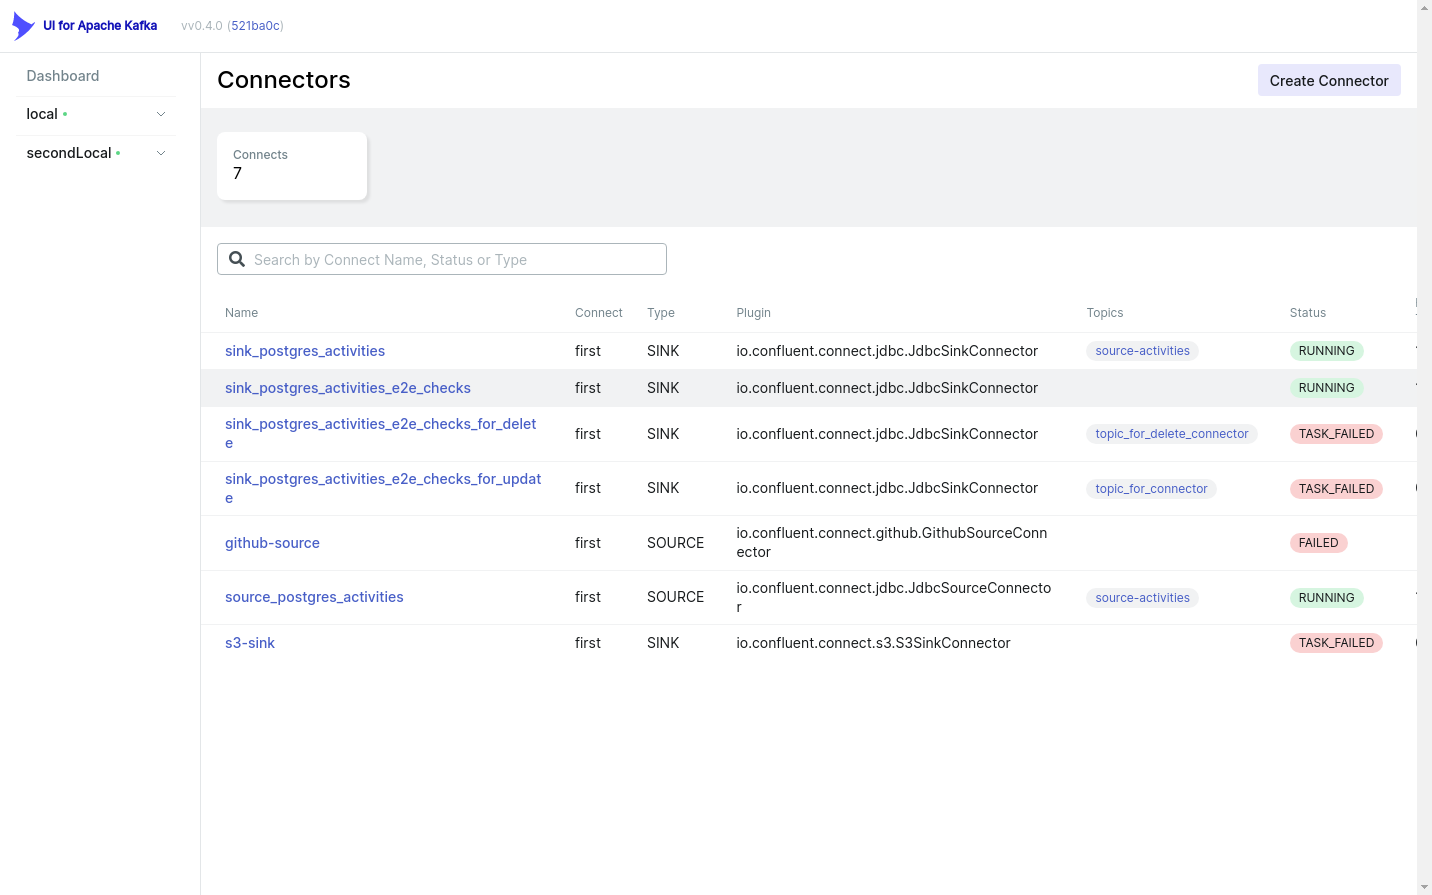 UI for Apache Kafka vv0.4.0 (521ba0c)
Dashboard
local
secondLocal
Connectors
Create Connector
Connects
7
Search by Connect Name, Status or Type
Name Connect Type Plugin Topics Status
sink_postgres_activities first SINK io.confluent.connect.jdbc.JdbcSinkConnector source-activities RUNNING
sink_postgres_activities_e2e_checks first SINK io.confluent.connect.jdbc.JdbcSinkConnector RUNNING
sink_postgres_activities_e2e_checks_for_delet
e first SINK io.confluent.connect.jdbc.JdbcSinkConnector topic_for_delete_connector TASK_FAILED
sink_postgres_activities_e2e_checks_for_updat
e first SINK io.confluent.connect.jdbc.JdbcSinkConnector topic_for_connector TASK_FAILED
github-source first SOURCE io.confluent.connect.github.GithubSourceConn
ector FAILED
source_postgres_activities first SOURCE io.confluent.connect.jdbc.JdbcSourceConnecto
r source-activities RUNNING
s3-sink first SINK io.confluent.connect.s3.S3SinkConnector TASK_FAILED